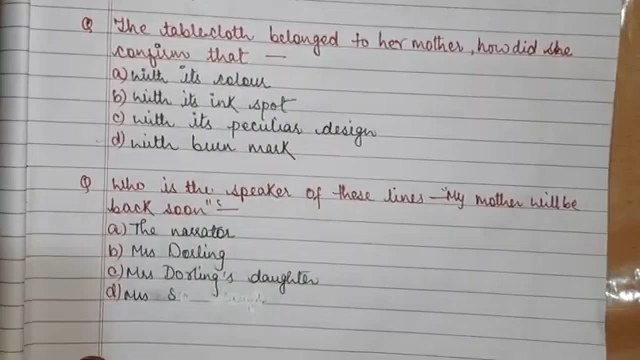 Q The tablecloth belonged to her mother, how did she
confirm that —
a) with its colour
b) with its ink spot
c) with its peculiar design
d) with burn mark
Q Who is the speaker of these lines — "My mother will be
back soon" :—
a) The narrator
b) Mrs Dorling
c) Mrs Dorling's daughter
d) Mrs S